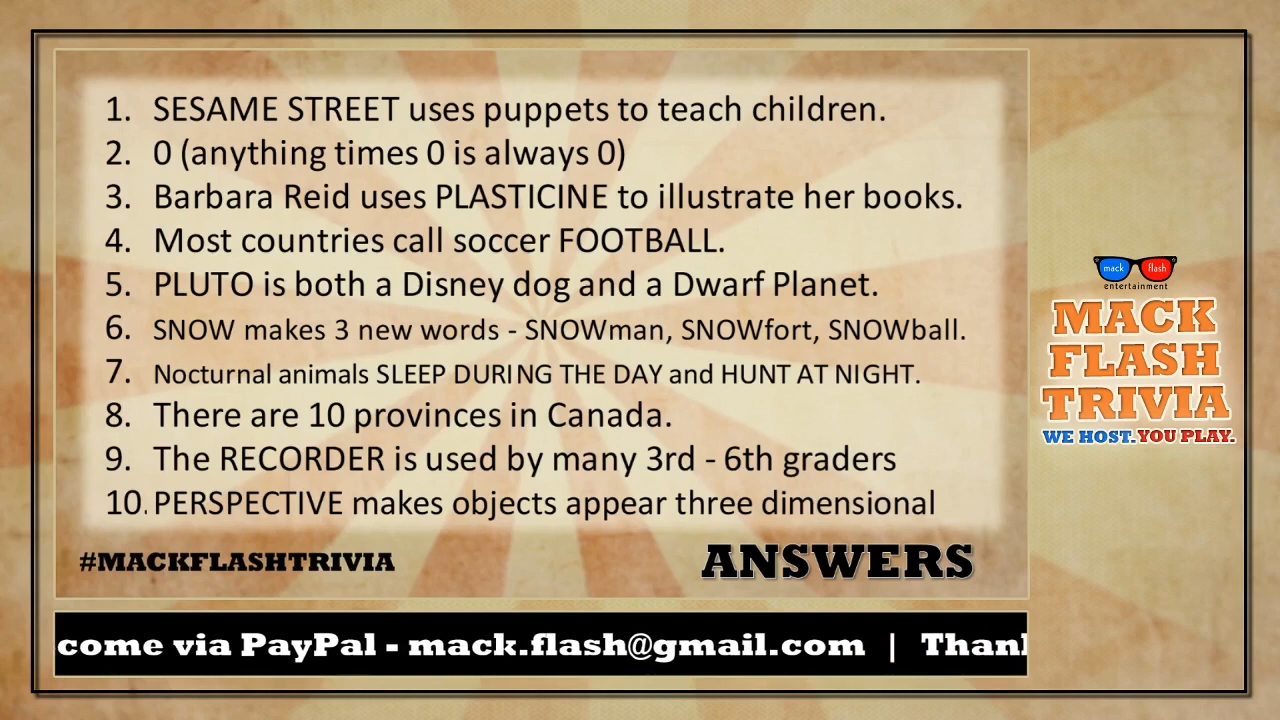 1. SESAME STREET uses puppets to teach children.
2. 0 (anything times 0 is always 0)
3. Barbara Reid uses PLASTICINE to illustrate her books.
4. Most countries call soccer FOOTBALL.
5. PLUTO is both a Disney dog and a Dwarf Planet.
6. SNOW makes 3 new words - SNOWman, SNOWfort, SNOWball.
7. Nocturnal animals SLEEP DURING THE DAY and HUNT AT NIGHT.
8. There are 10 provinces in Canada.
9. The RECORDER is used by many 3rd - 6th graders
10. PERSPECTIVE makes objects appear three dimensional
#MACKFLASHTRIVIA
ANSWERS
come via PayPal - mack.flash@gmail.com | Than
mack flash
entertainment
MACK
FLASH
TRIVIA
WE HOST. YOU PLAY.